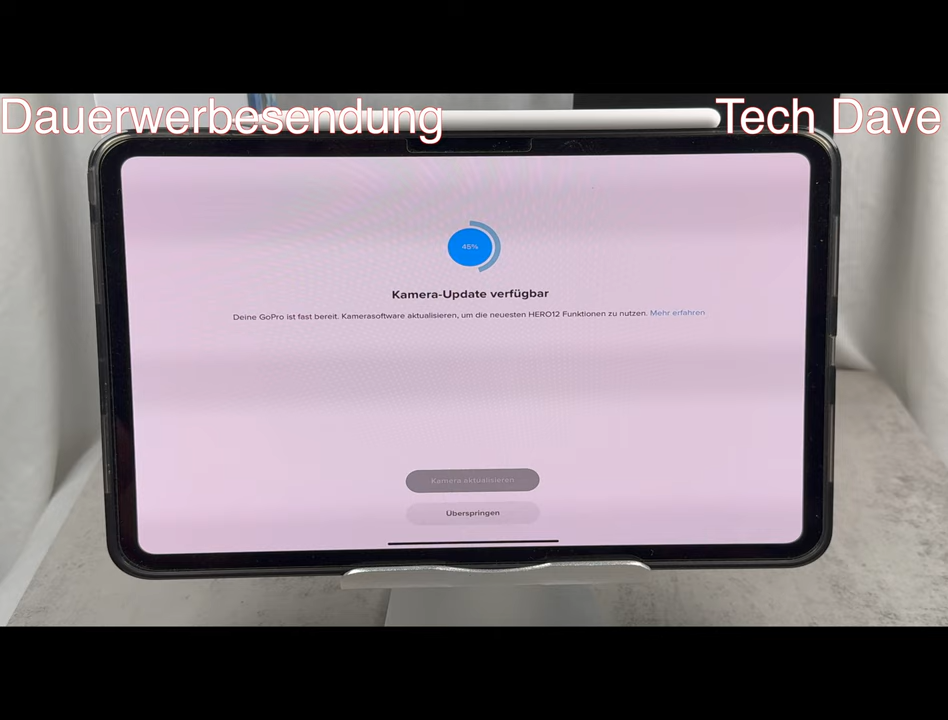 Dauerwerbesendung
Tech Dave
45%
Kamera-Update verfügbar
Deine GoPro ist fast bereit. Kamerasoftware aktualisieren, um die neuesten HERO12 Funktionen zu nutzen. Mehr erfahren
Kamera aktualisieren
Überspringen